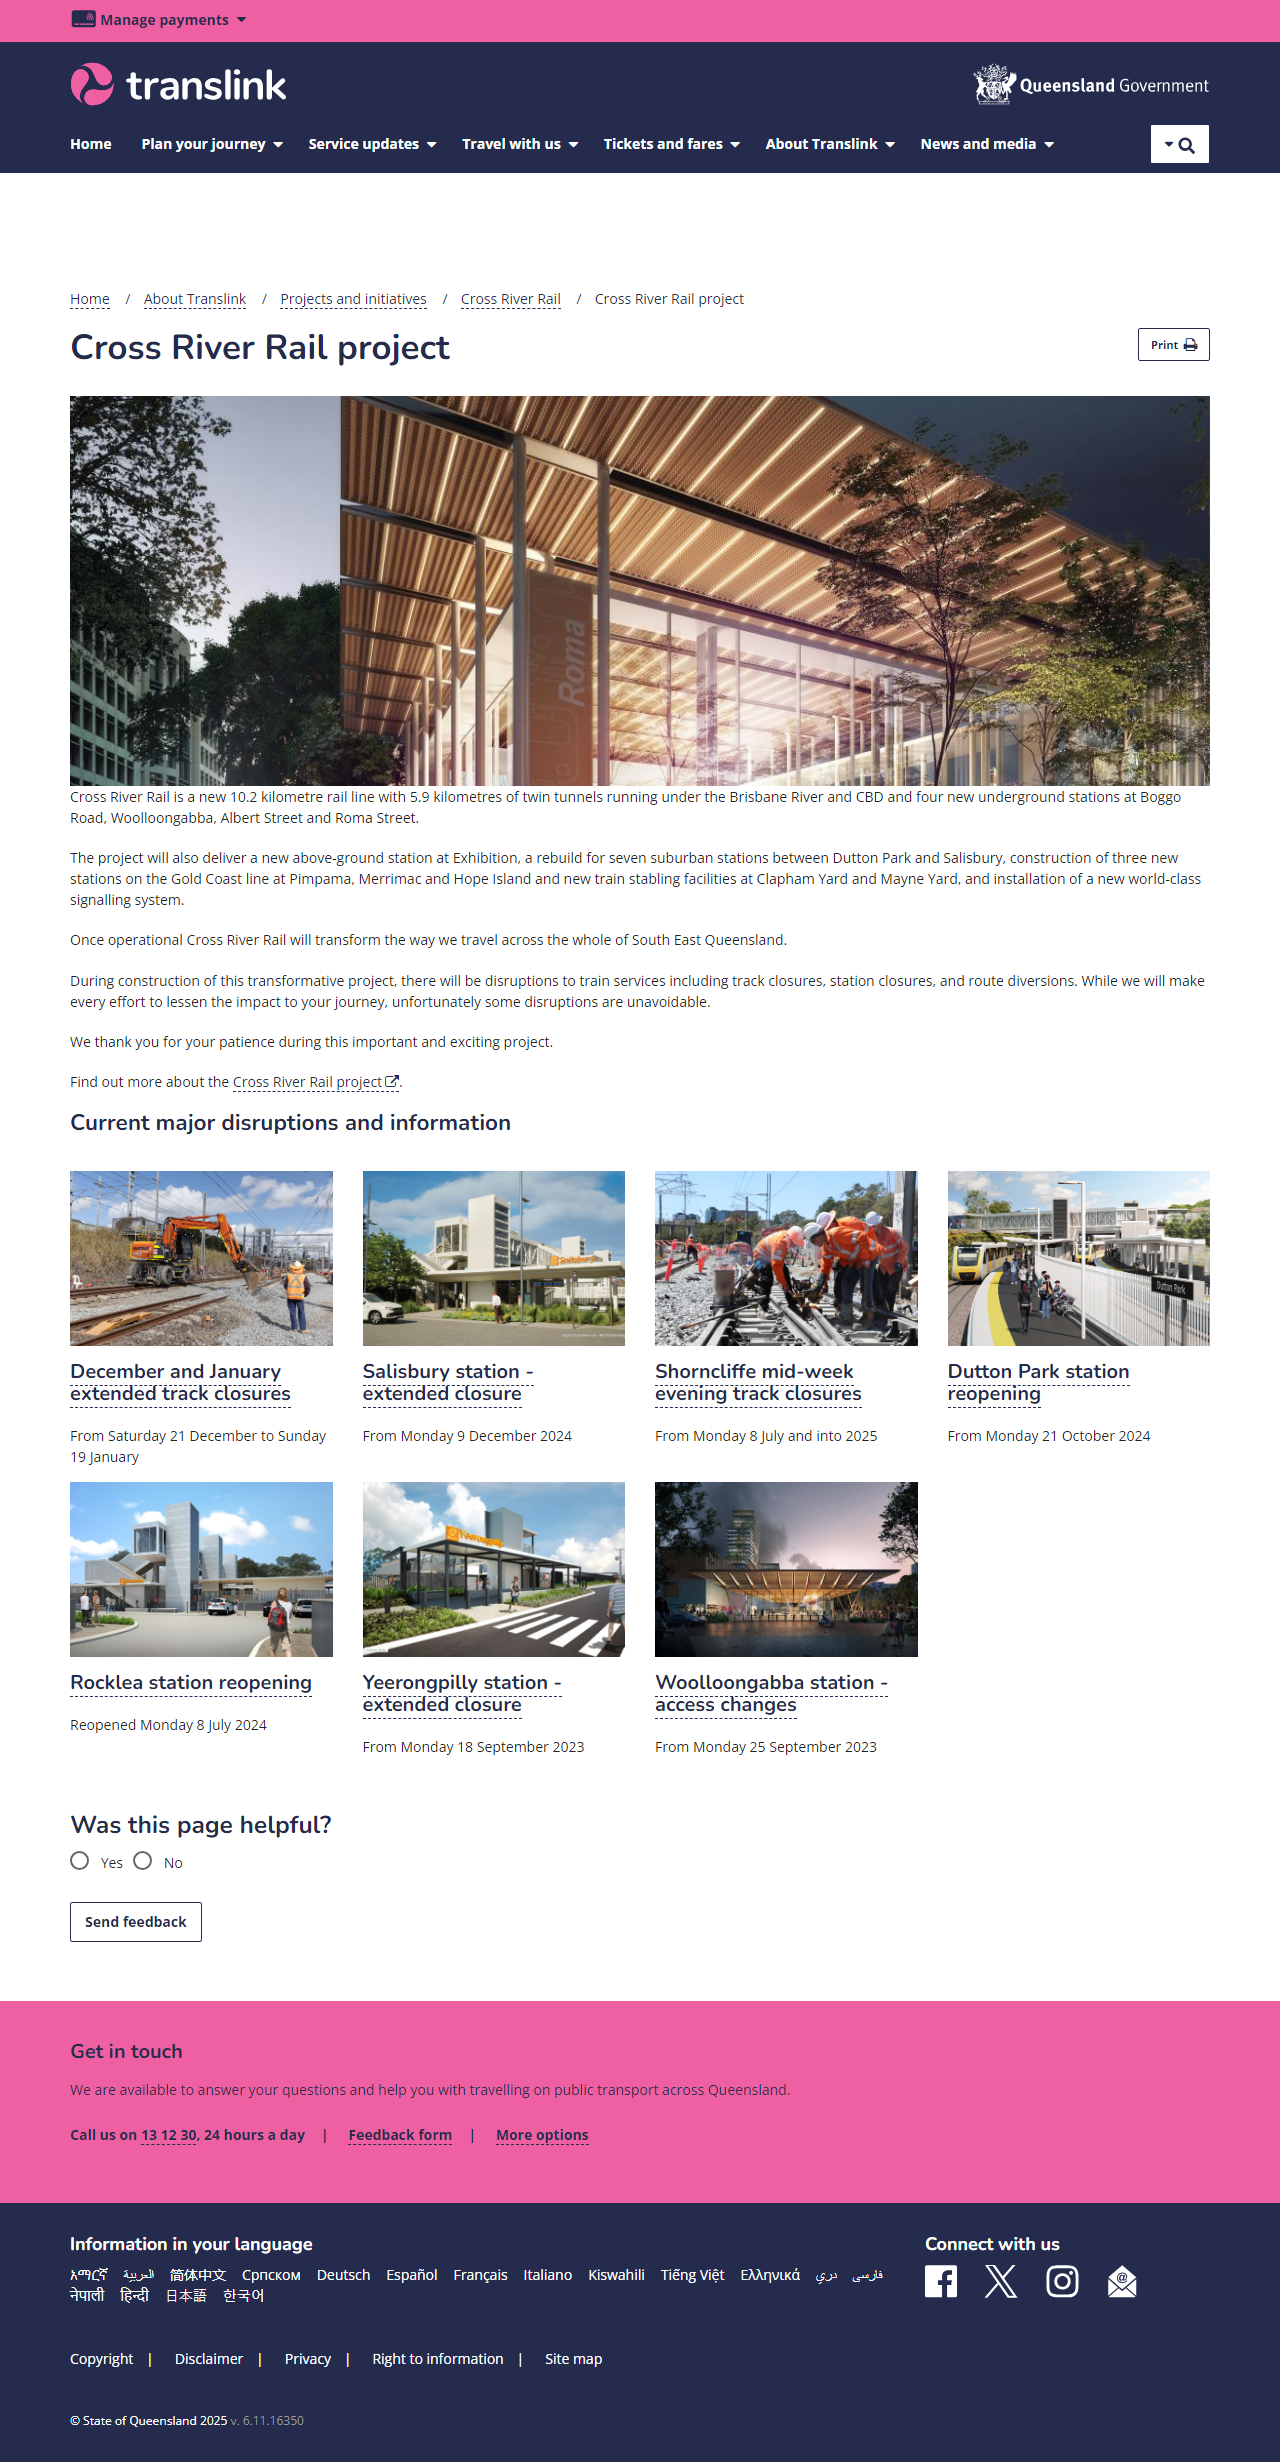 Manage payments
translink
Queensland Government
Home Plan your journey Service updates Travel with us Tickets and fares About Translink News and media
Home / About Translink / Projects and initiatives / Cross River Rail / Cross River Rail project
Cross River Rail project
Print
Roma
Cross River Rail is a new 10.2 kilometre rail line with 5.9 kilometres of twin tunnels running under the Brisbane River and CBD and four new underground stations at Boggo
Road, Woolloongabba, Albert Street and Roma Street.
The project will also deliver a new above-ground station at Exhibition, a rebuild for seven suburban stations between Dutton Park and Salisbury, construction of three new
stations on the Gold Coast line at Pimpama, Merrimac and Hope Island and new train stabling facilities at Clapham Yard and Mayne Yard, and installation of a new world-class
signalling system.
Once operational Cross River Rail will transform the way we travel across the whole of South East Queensland.
During construction of this transformative project, there will be disruptions to train services including track closures, station closures, and route diversions. While we will make
every effort to lessen the impact to your journey, unfortunately some disruptions are unavoidable.
We thank you for your patience during this important and exciting project.
Find out more about the Cross River Rail project.
Current major disruptions and information
Salisbury
Dutton Park
December and January
extended track closures
From Saturday 21 December to Sunday
19 January
Salisbury station -
extended closure
From Monday 9 December 2024
Shorncliffe mid-week
evening track closures
From Monday 8 July and into 2025
Dutton Park station
reopening
From Monday 21 October 2024
Yeerongpilly
Rocklea station reopening
Reopened Monday 8 July 2024
Yeerongpilly station -
extended closure
From Monday 18 September 2023
Woolloongabba station -
access changes
From Monday 25 September 2023
Was this page helpful?
Yes No
Send feedback
Get in touch
We are available to answer your questions and help you with travelling on public transport across Queensland.
Call us on 13 12 30, 24 hours a day | Feedback form | More options
Information in your language
አማርኛ العربية 简体中文 Српском Deutsch Español Français Italiano Kiswahili Tiếng Việt Ελληνικά دري فارسی
नेपाली हिन्दी 日本語 한국어
Connect with us
Copyright | Disclaimer | Privacy | Right to information | Site map
© State of Queensland 2025 v. 6.11.16350